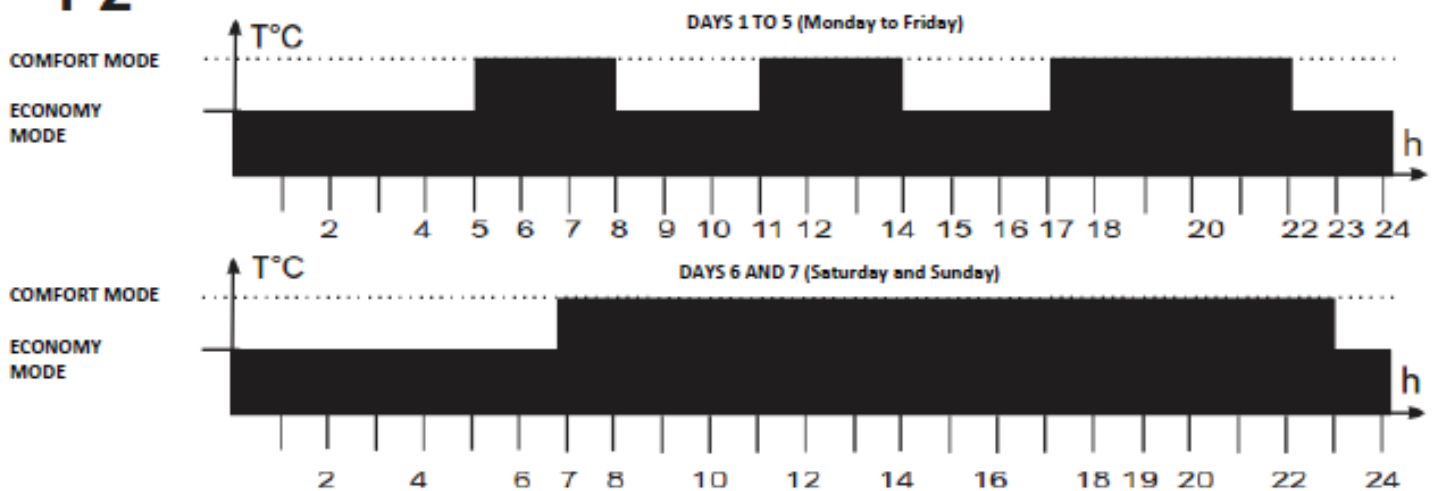 DAYS 1 TO 5 (Monday to Friday)
T°C
COMFORT MODE
ECONOMY
MODE
h
2 4 5 6 7 8 9 10 11 12 14 15 16 17 18 20 22 23 24
DAYS 6 AND 7 (Saturday and Sunday)
T°C
COMFORT MODE
ECONOMY
MODE
h
2 4 6 7 8 10 12 14 16 18 19 20 22 24